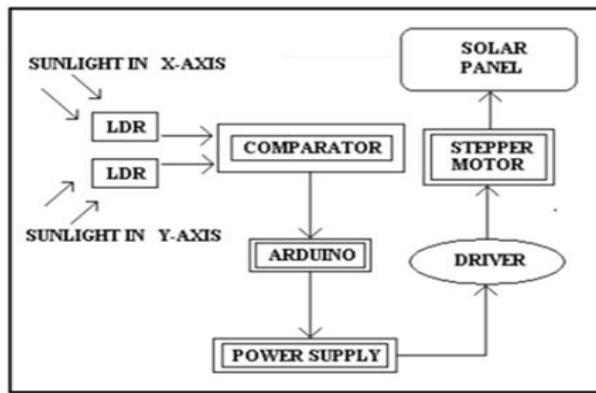 SUNLIGHT IN X-AXIS
LDR
LDR
SUNLIGHT IN Y-AXIS
COMPARATOR
ARDUINO
POWER SUPPLY
DRIVER
STEPPER
MOTOR
SOLAR
PANEL